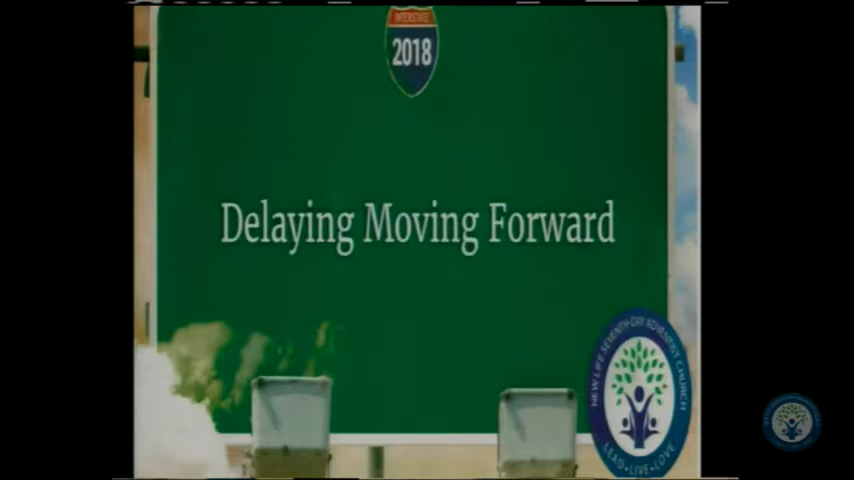 INTERSTATE
2018
Delaying Moving Forward
NEW LIFE SEVENTH-DAY ADVENTIST CHURCH
LEAD•LIVE•LOVE